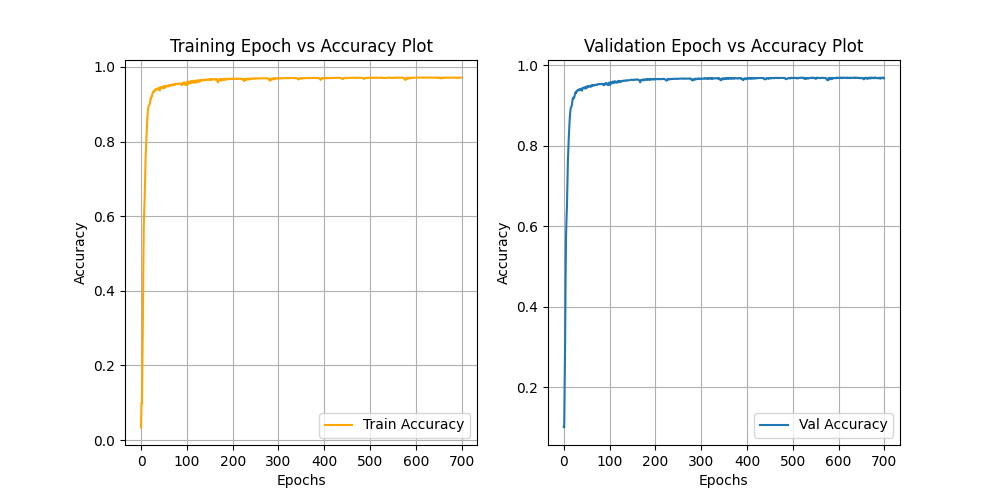 Training Epoch vs Accuracy Plot
Accuracy
1.0
0.8
0.6
0.4
0.2
0.0
0 100 200 300 400 500 600 700
Epochs
Train Accuracy
Validation Epoch vs Accuracy Plot
Accuracy
1.0
0.8
0.6
0.4
0.2
0 100 200 300 400 500 600 700
Epochs
Val Accuracy